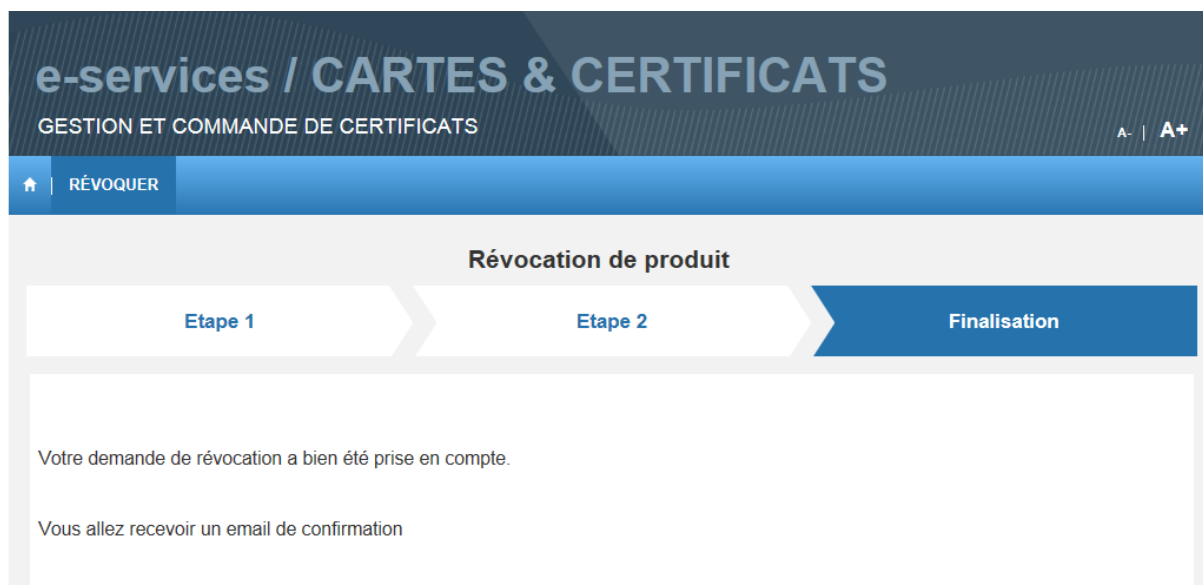 e-services / CARTES & CERTIFICATS
GESTION ET COMMANDE DE CERTIFICATS
A- | A+
RÉVOQUER
Révocation de produit
Etape 1
Etape 2
Finalisation
Votre demande de révocation a bien été prise en compte.
Vous allez recevoir un email de confirmation